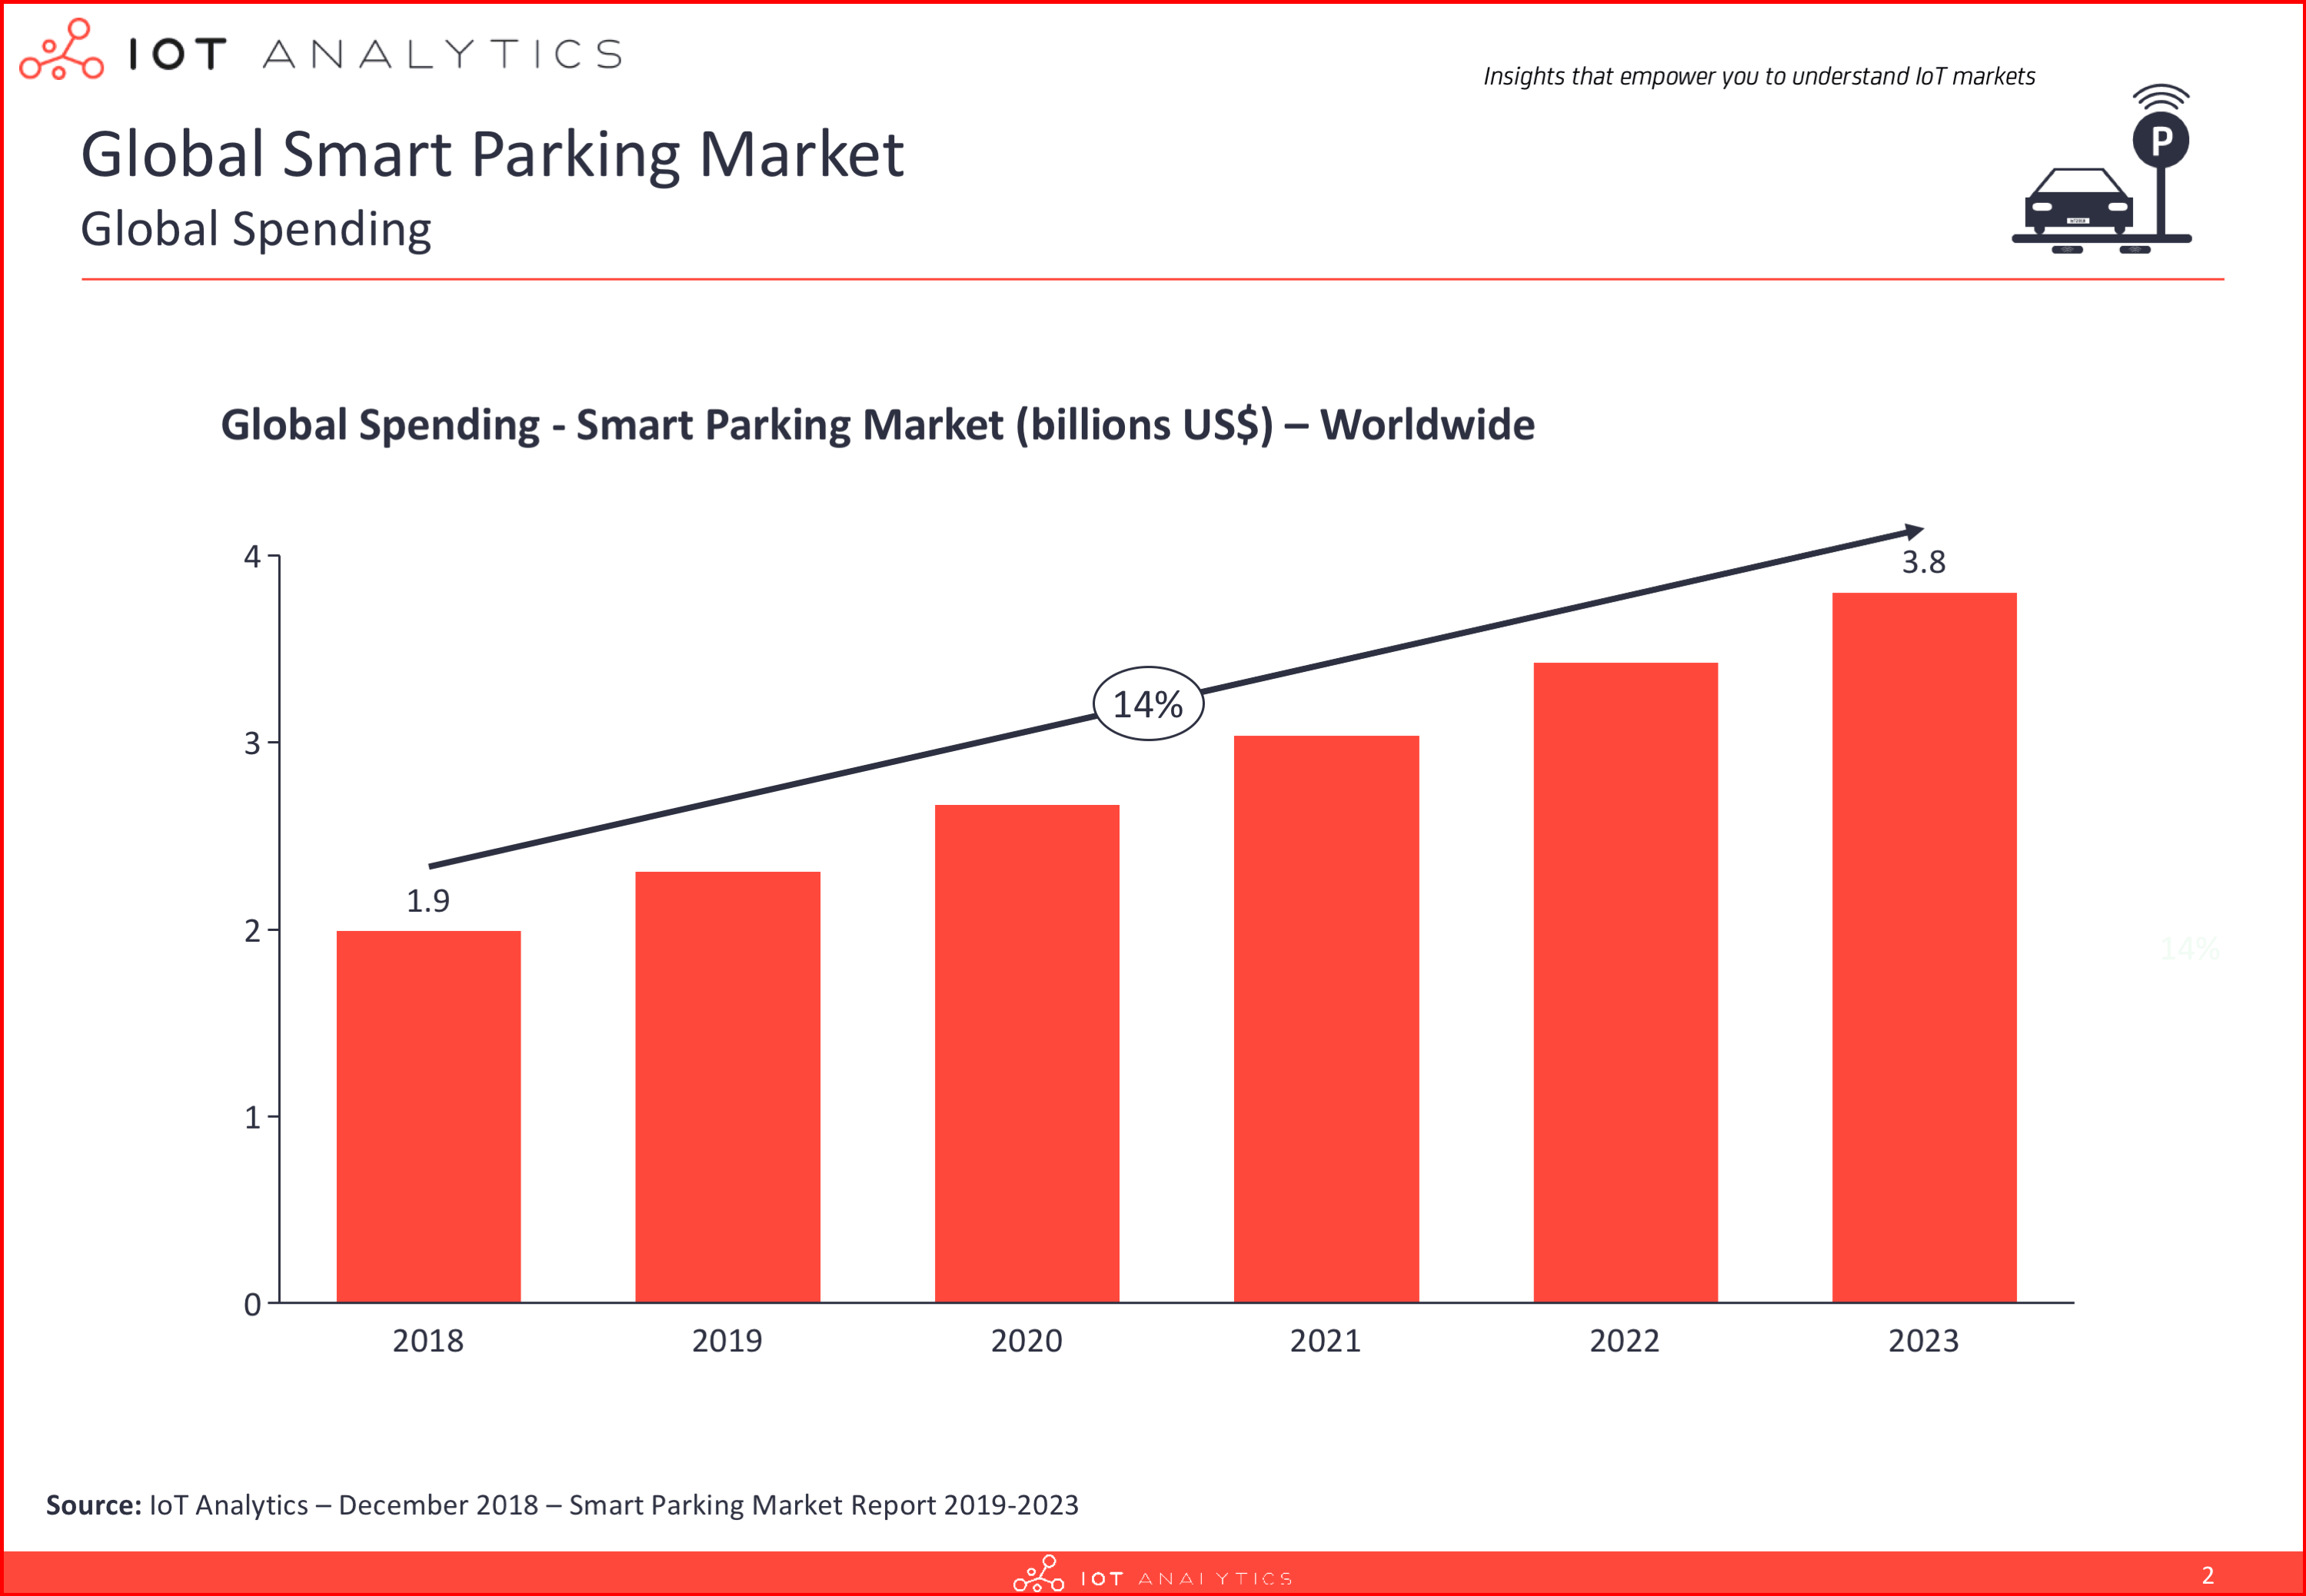 IOT ANALYTICS
Insights that empower you to understand IoT markets
P
Global Smart Parking Market
Global Spending
Global Spending - Smart Parking Market (billions US$) – Worldwide
4
3
2
1
0
1.9
14%
3.8
14%
2018 2019 2020 2021 2022 2023
Source: IoT Analytics – December 2018 – Smart Parking Market Report 2019-2023
IOT ANALYTICS
2